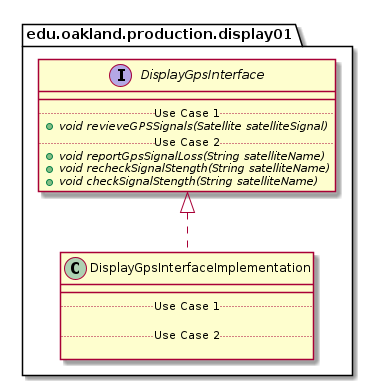 edu.oakland.production.display01
I DisplayGpsInterface
Use Case 1
void revieveGPSSignals(Satellite satelliteSignal)
Use Case 2
void reportGpsSignalLoss(String satelliteName)
void recheckSignalStength(String satelliteName)
void checkSignalStength(String satelliteName)
C DisplayGpsInterfaceImplementation
Use Case 1
Use Case 2